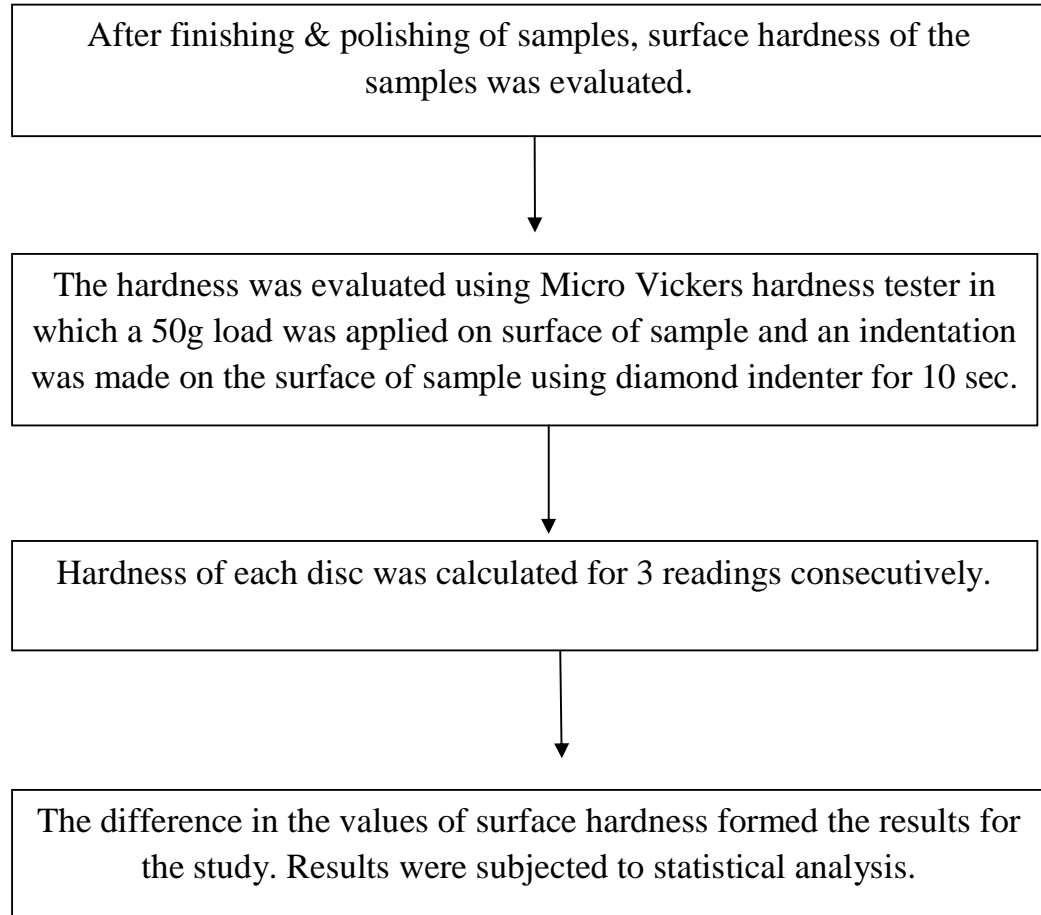 After finishing & polishing of samples, surface hardness of the
samples was evaluated.
The hardness was evaluated using Micro Vickers hardness tester in
which a 50g load was applied on surface of sample and an indentation
was made on the surface of sample using diamond indenter for 10 sec.
Hardness of each disc was calculated for 3 readings consecutively.
The difference in the values of surface hardness formed the results for
the study. Results were subjected to statistical analysis.